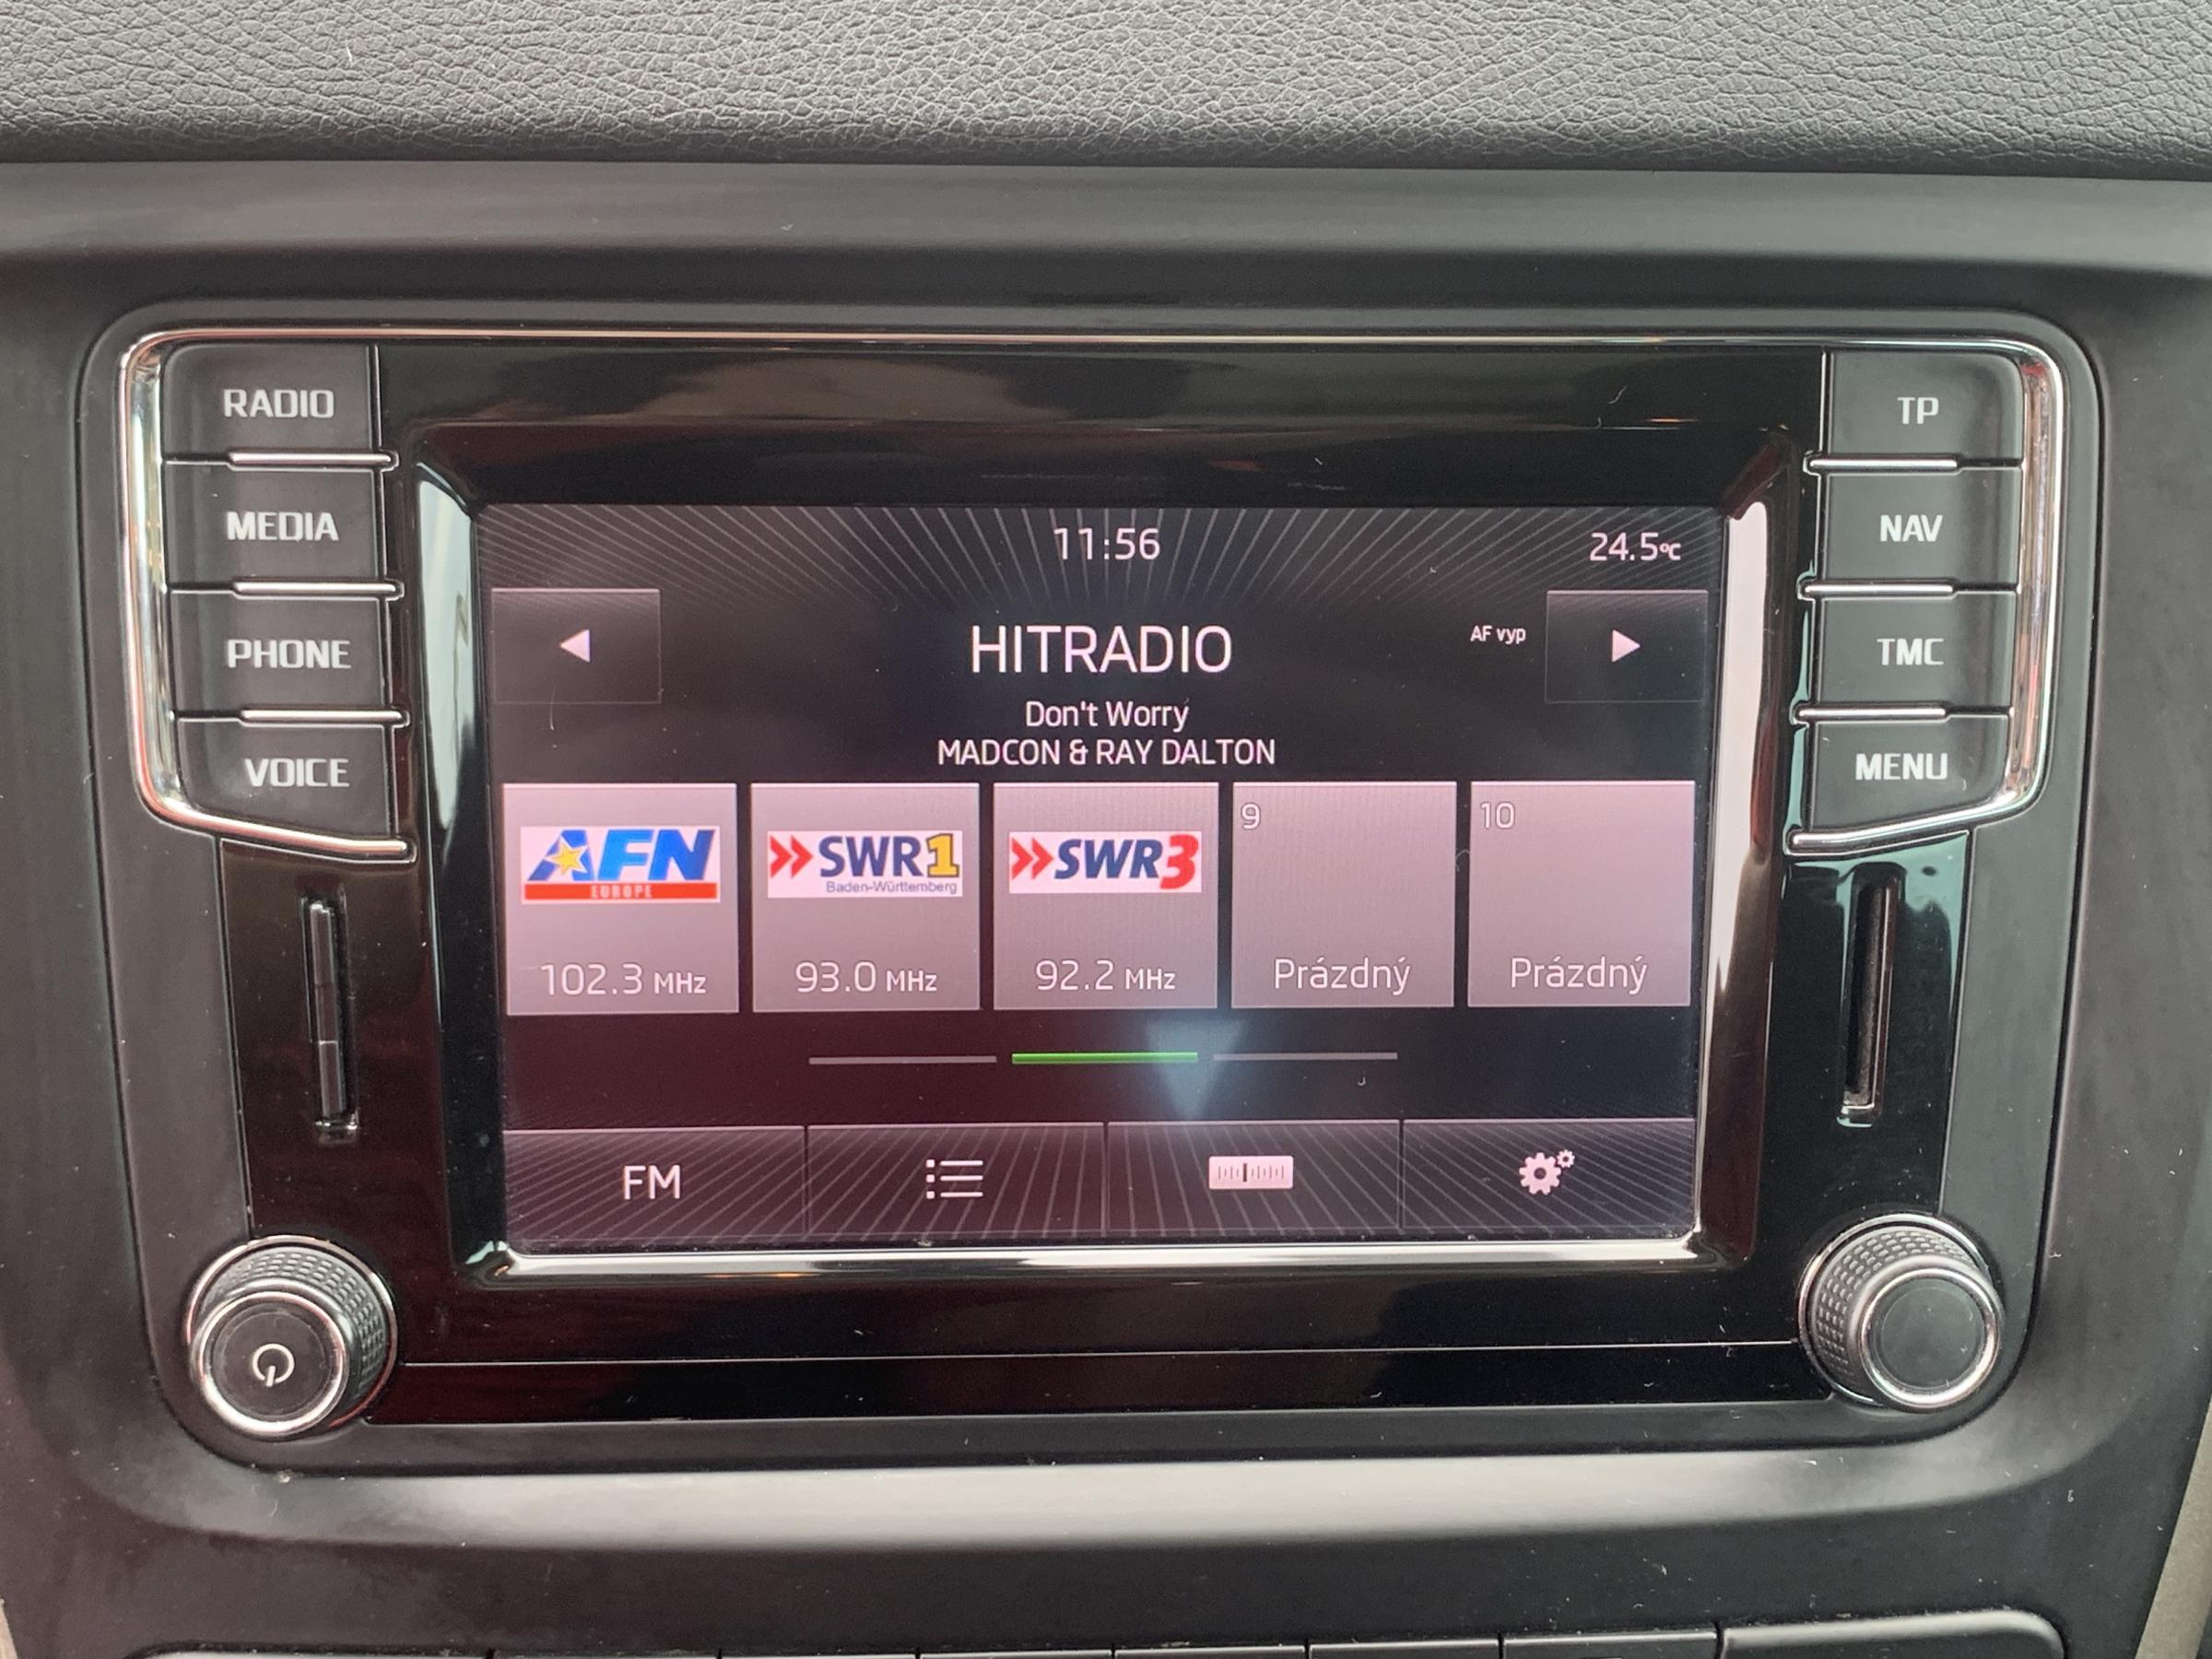 RADIO
MEDIA
PHONE
VOICE
TP
NAV
TMC
MENU
11:56
24.5°C
HITRADIO
AF vyp
Don't Worry
MADCON & RAY DALTON
AFN
EUROPE
102.3 MHz
SWR1
Baden-Württemberg
93.0 MHz
SWR3
92.2 MHz
9
Prázdný
10
Prázdný
FM